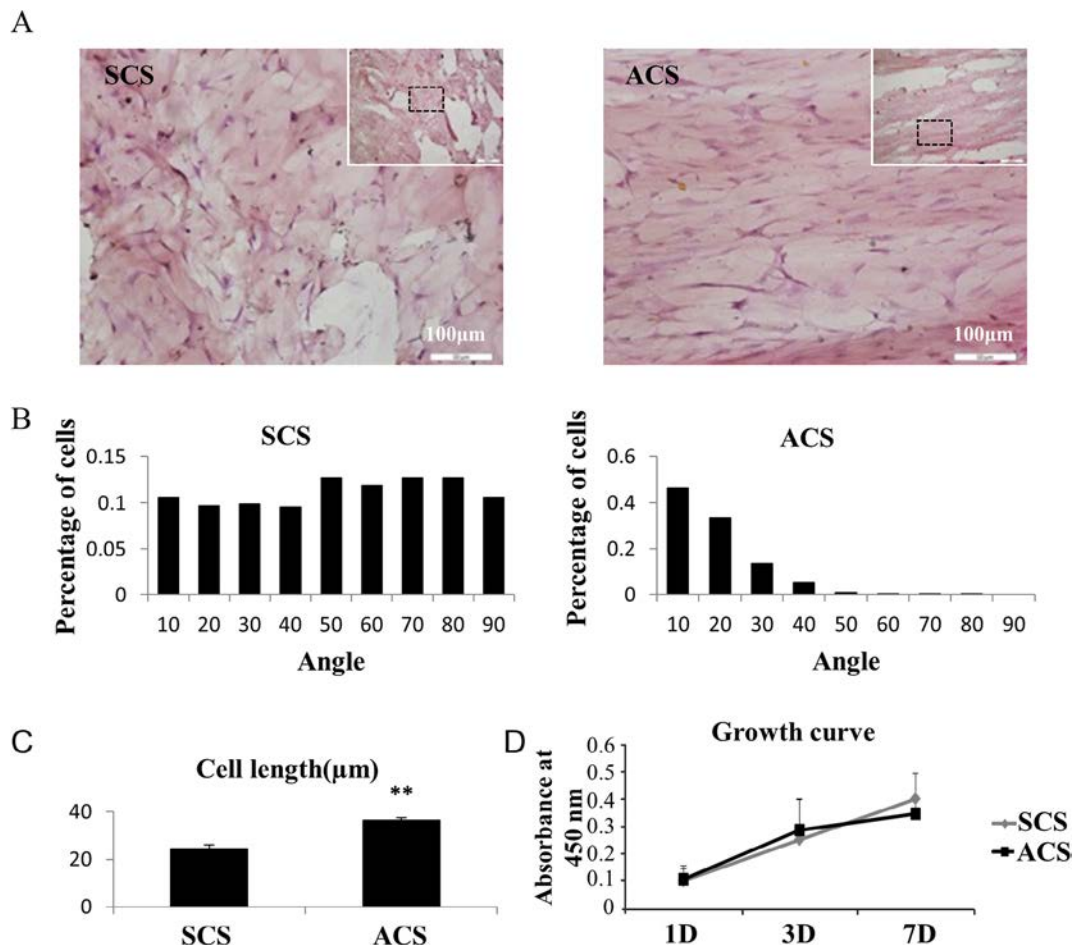 A
SCS
100µm
ACS
100µm
B
SCS
Percentage of cells
0.15
0.1
0.05
0
10 20 30 40 50 60 70 80 90
Angle
ACS
Percentage of cells
0.6
0.4
0.2
0
10 20 30 40 50 60 70 80 90
Angle
C
Cell length(µm)
**
40
20
0
SCS ACS
D
Growth curve
Absorbance at
450 nm
0.6
0.5
0.4
0.3
0.2
0.1
0
1D 3D 7D
SCS
ACS